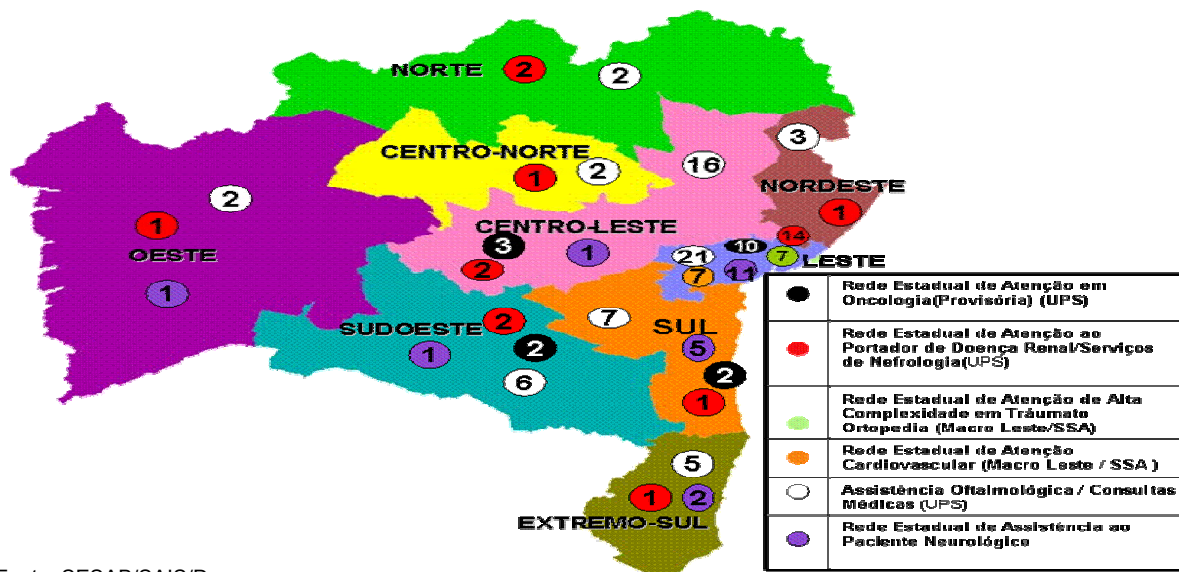 NORTE 2 2
3
CENTRO-NORTE
1 2 16
NORDESTE
2
1 1
CENTRO-LESTE
OESTE
3 1
2
14
21 10 7 LESTE
7 11
1
SUDOESTE 2 7 SUL
1 2 5
6 2
1
5
1 2
EXTREMO-SUL
Rede Estadual de Atenção em
Oncologia(Provisória) (UPS)
Rede Estadual de Atenção ao
Portador de Doença Renal/Serviços
de Nefrologia(UPS)
Rede Estadual de Atenção de Alta
Complexidade em Tráumato
Ortopedia (Macro Leste/SSA)
Rede Estadual de Atenção
Cardiovascular (Macro Leste / SSA )
Assistência Oftalmológica / Consultas
Médicas (UPS)
Rede Estadual de Assistência ao
Paciente Neurológico